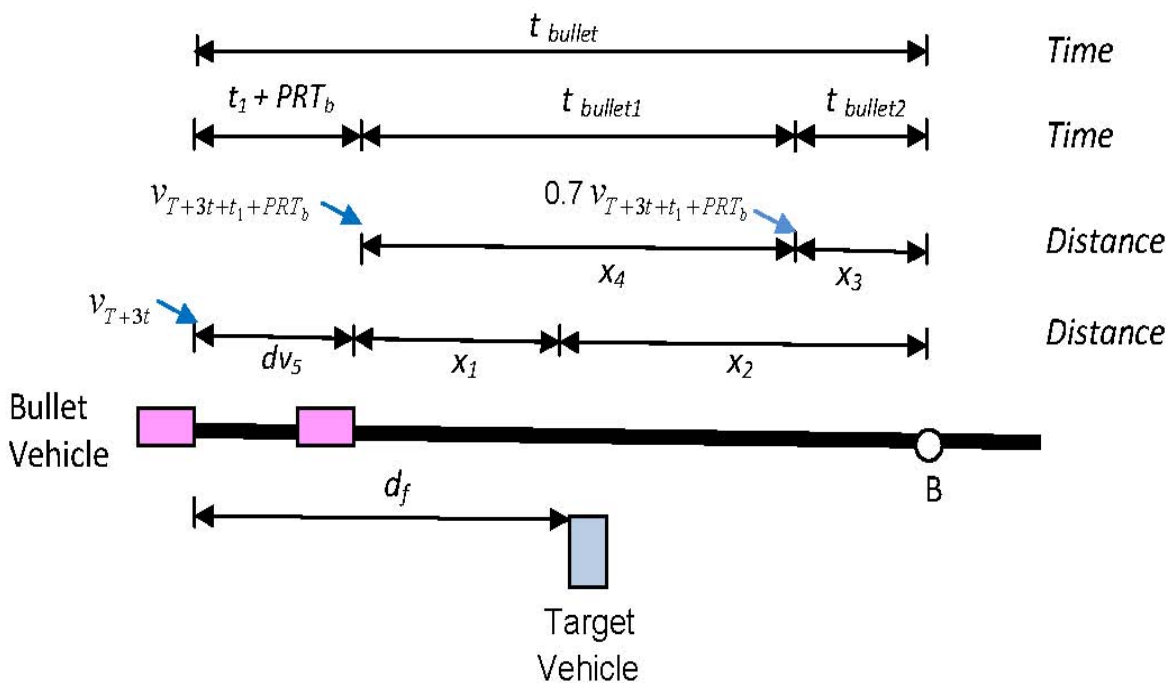 t bullet
Time
t1 + PRTb
t bullet1
t bullet2
Time
vT+3t+t1+PRTb
0.7 vT+3t+t1+PRTb
x4
x3
Distance
vT+3t
dv5
x1
x2
Distance
Bullet
Vehicle
B
df
Target
Vehicle